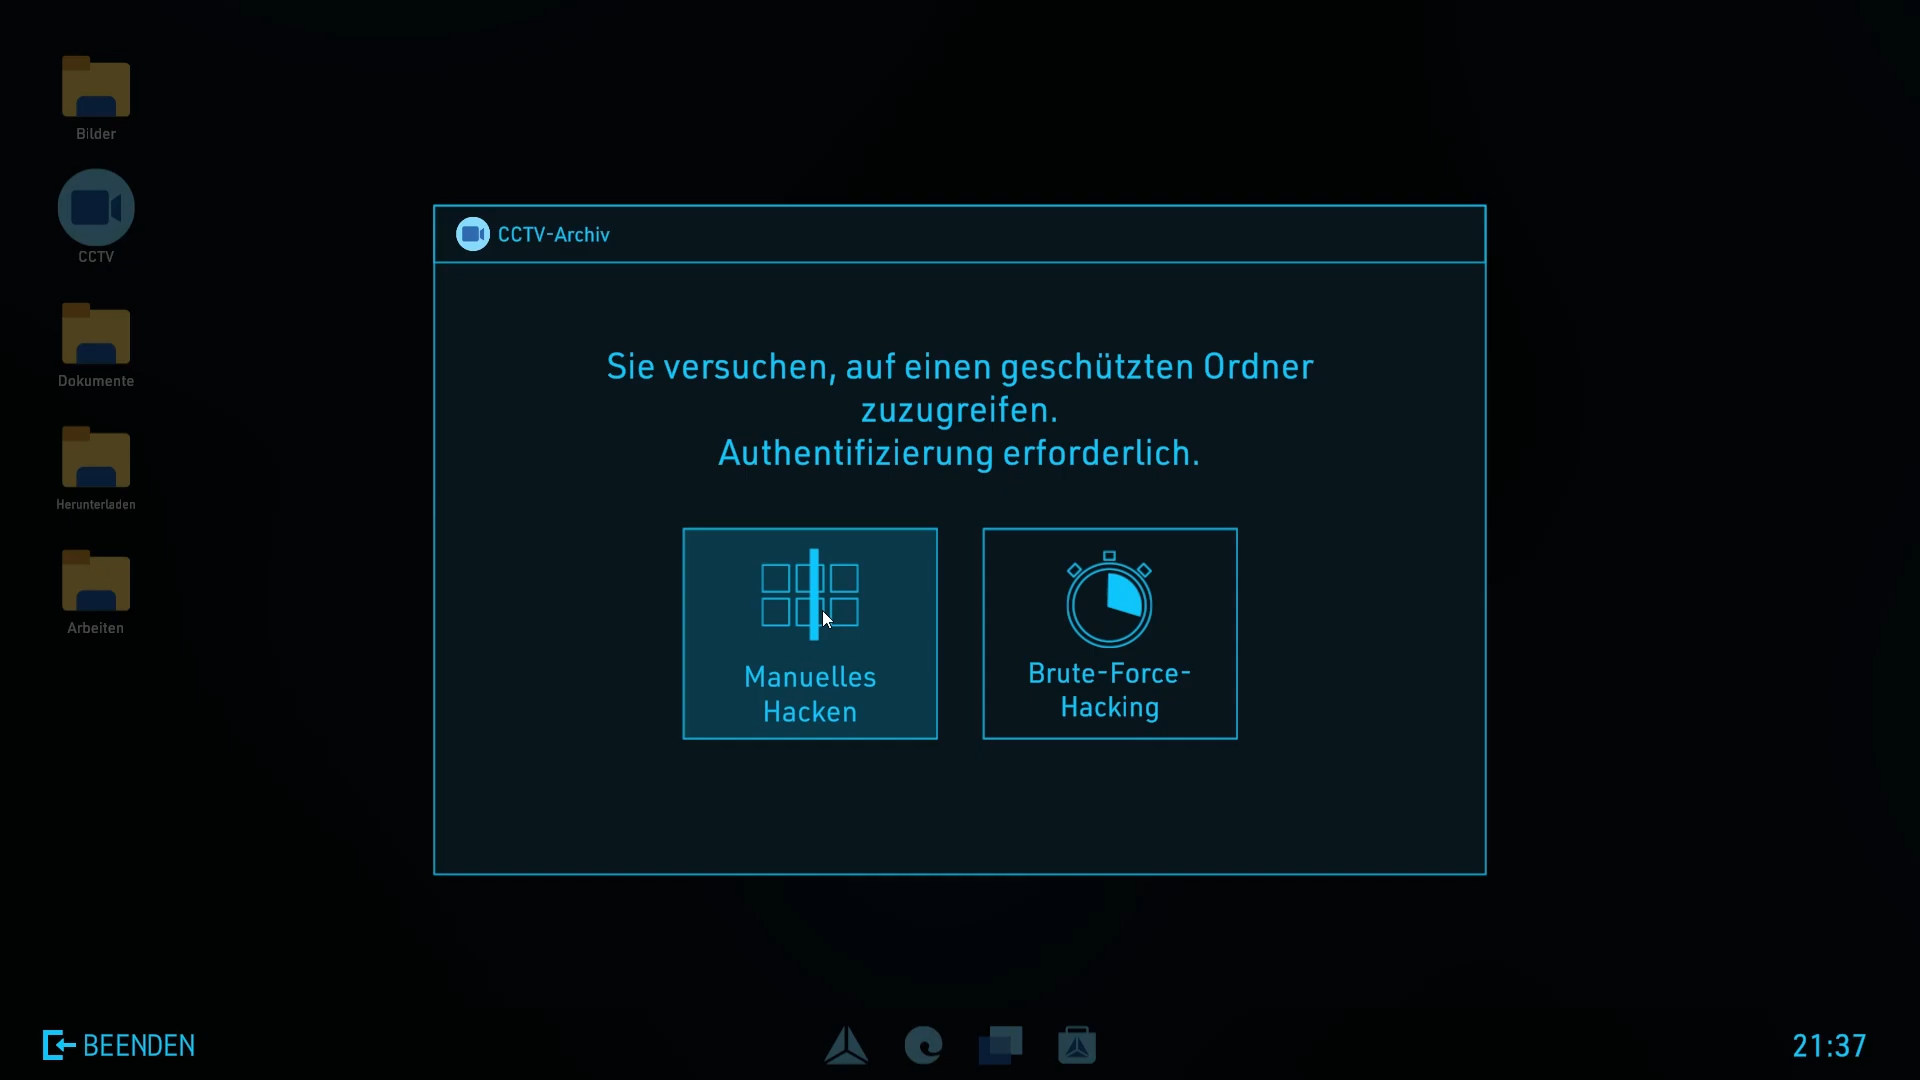 Bilder
CCTV
Dokumente
Herunterladen
Arbeiten
CCTV-Archiv
Sie versuchen, auf einen geschützten Ordner
zuzugreifen.
Authentifizierung erforderlich.
Manuelles
Hacken
Brute-Force-
Hacking
BEENDEN
21:37